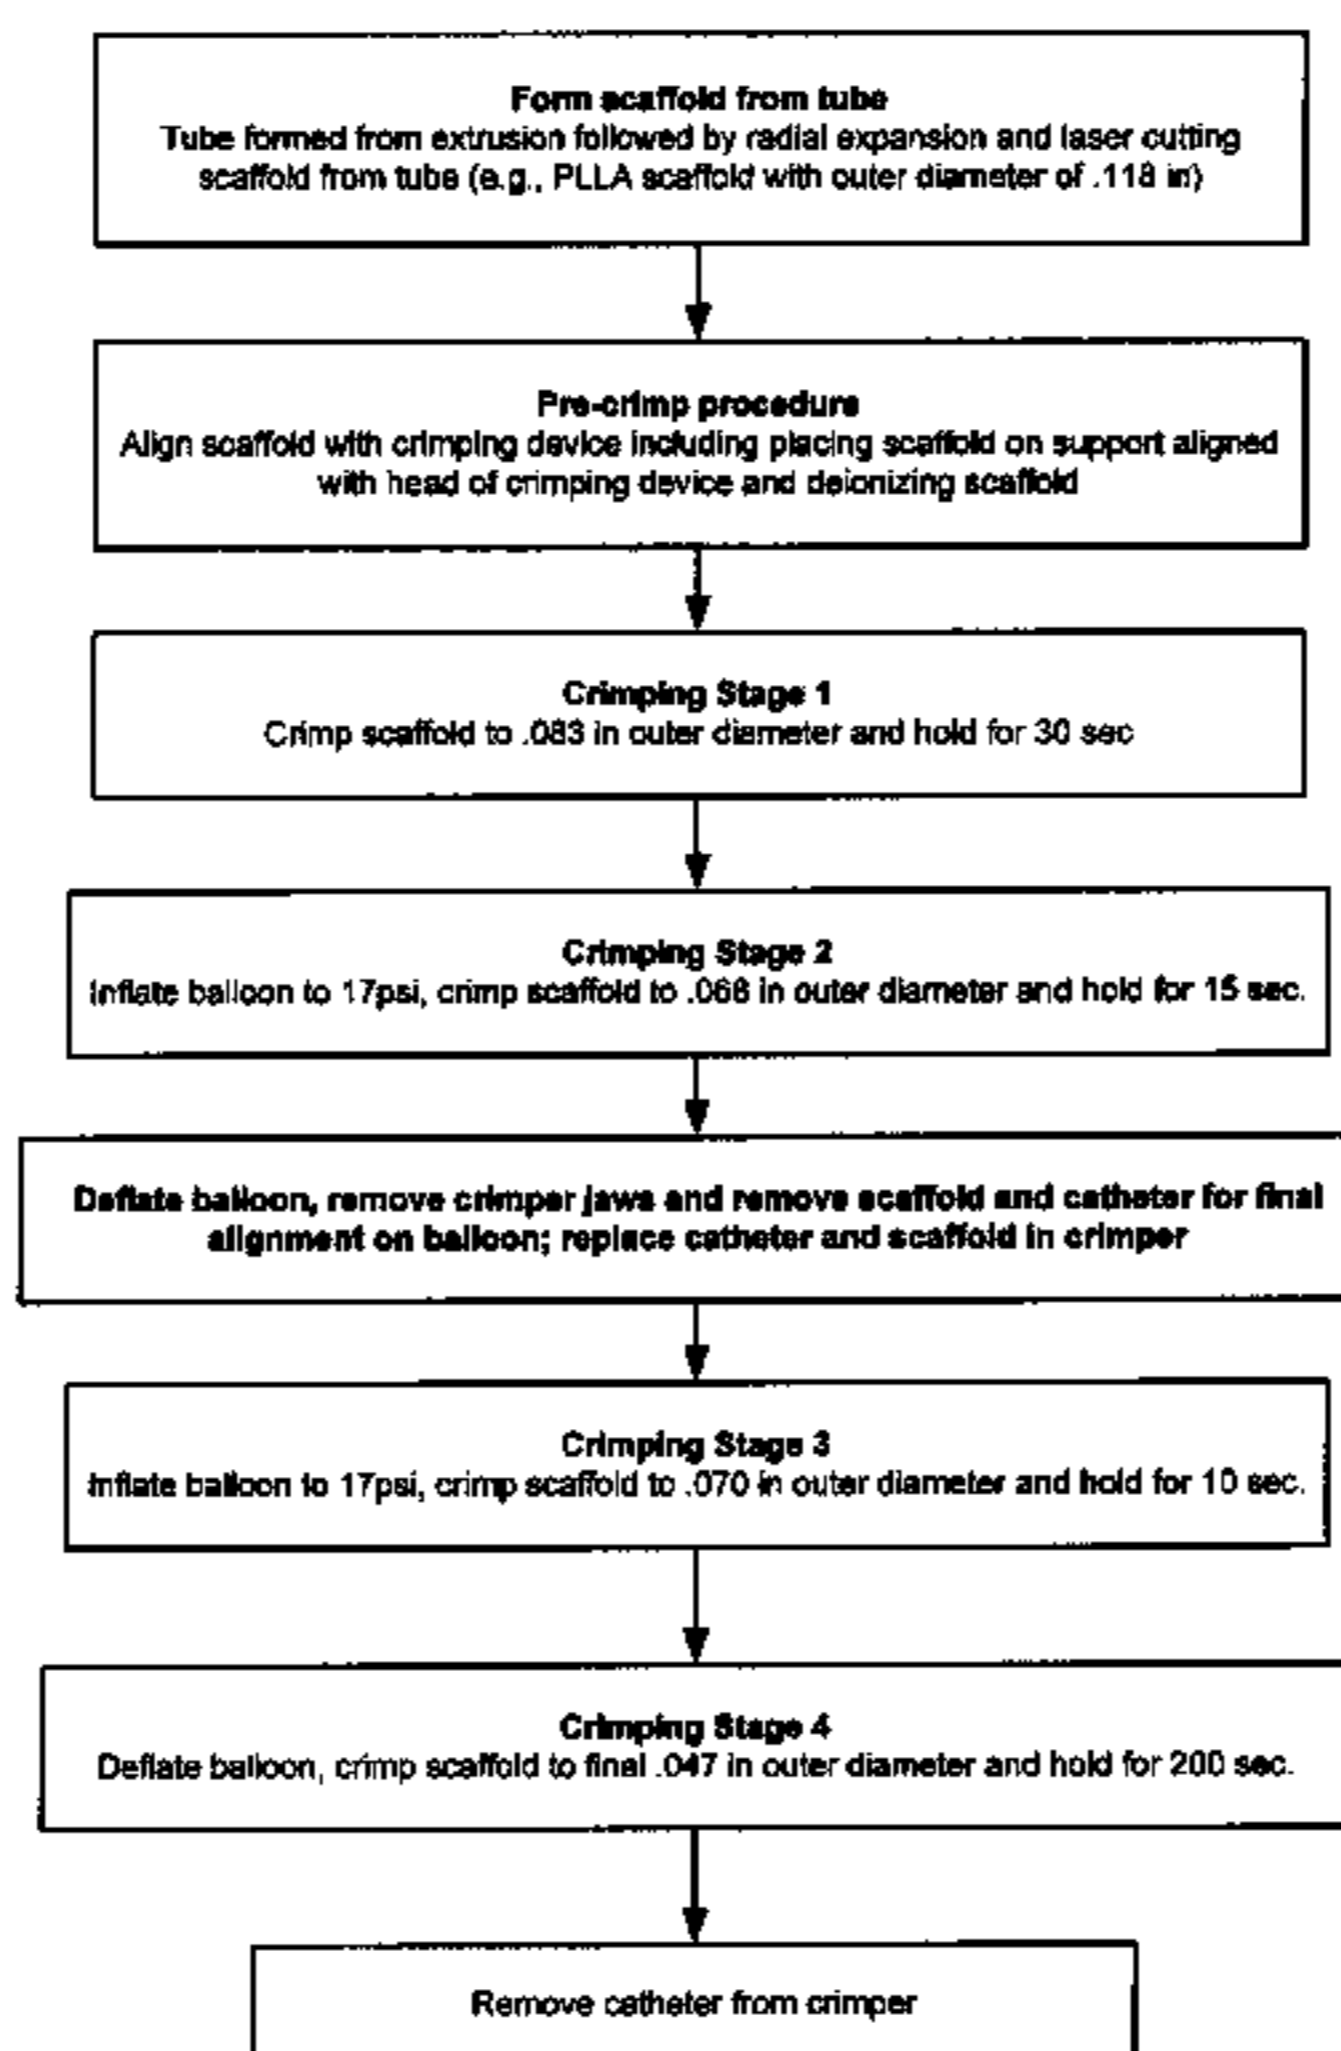 Form scaffold from tube
Tube formed from extrusion followed by radial expansion and laser cutting
scaffold from tube (e.g., PLLA scaffold with outer diameter of .118 in)
Pre-crimp procedure
Align scaffold with crimping device including placing scaffold on support aligned
with head of crimping device and deionizing scaffold
Crimping Stage 1
Crimp scaffold to .083 in outer diameter and hold for 30 sec
Crimping Stage 2
Inflate balloon to 17psi, crimp scaffold to .068 in outer diameter and hold for 15 sec.
Deflate balloon, remove crimper jaws and remove scaffold and catheter for final
alignment on balloon; replace catheter and scaffold in crimper
Crimping Stage 3
Inflate balloon to 17psi, crimp scaffold to .070 in outer diameter and hold for 10 sec.
Crimping Stage 4
Deflate balloon, crimp scaffold to final .047 in outer diameter and hold for 200 sec.
Remove catheter from crimper